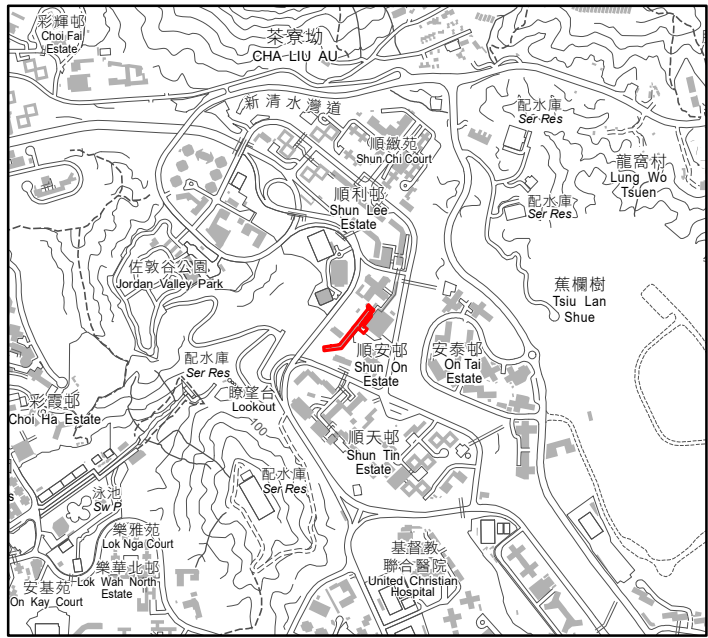 彩輝邨
Choi Fai
Estate
茶寮坳
CHA LIU AU
新清水灣道
順緻苑
Shun Chi Court
配水庫
Ser Res
龍窩村
Lung Wo
Tsuen
順利邨
Shun Lee
Estate
配水庫
Ser Res
佐敦谷公園
Jordan Valley Park
蕉欄樹
Tsiu Lan
Shue
順安邨
Shun On
Estate
安泰邨
On Tai
Estate
配水庫
Ser Res
瞭望台
Lookout
100
彩霞邨
Choi Ha Estate
順天邨
Shun Tin
Estate
配水庫
Ser Res
泳池
Sw P
樂雅苑
Lok Nga Court
樂華北邨
Lok Wah North
Estate
安基苑
On Kay Court
基督教
聯合醫院
United Christian
Hospital